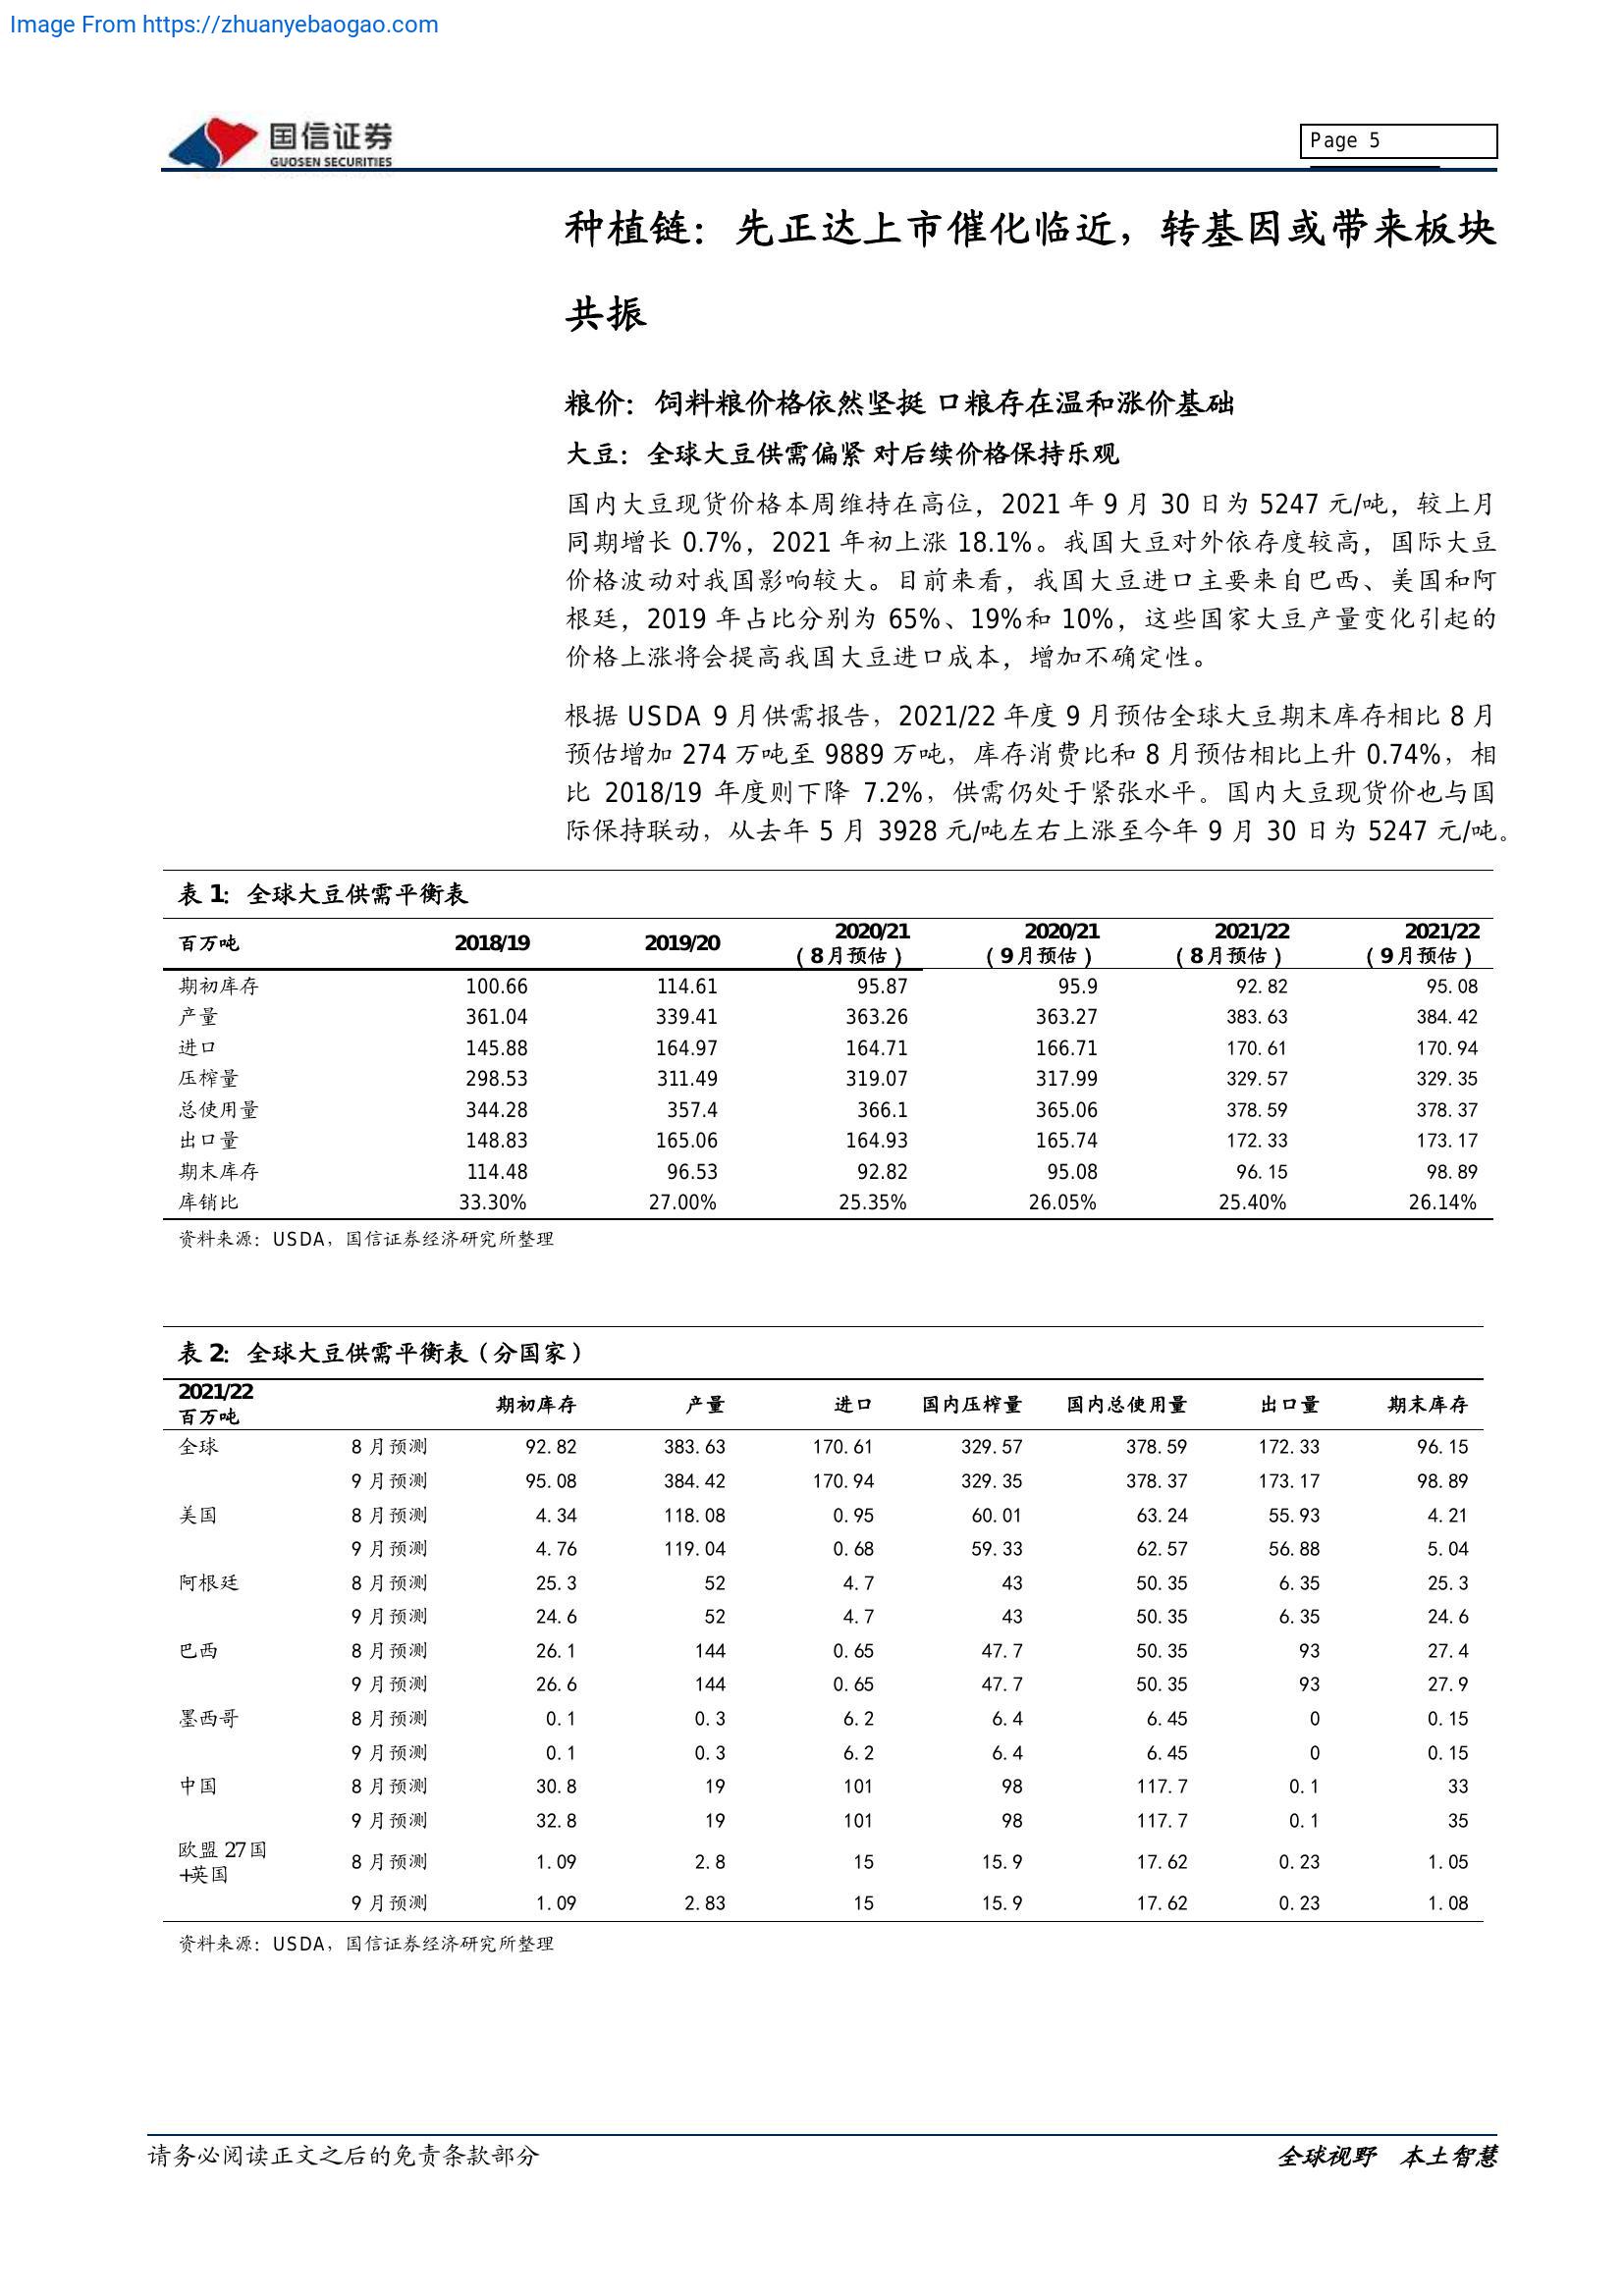 Image From https://zhuanyebaogao.com
国信证券
GUOSEN SECURITIES
Page 5
种植链：先正达上市催化临近，转基因或带来板块
共振
粮价：饲料粮价格依然坚挺 口粮存在温和涨价基础
大豆：全球大豆供需偏紧 对后续价格保持乐观
国内大豆现货价格本周维持在高位，2021 年 9 月 30 日为 5247 元/吨，较上月
同期增长 0.7%，2021 年初上涨 18.1%。我国大豆对外依存度较高，国际大豆
价格波动对我国影响较大。目前来看，我国大豆进口主要来自巴西、美国和阿
根廷，2019 年占比分别为 65%、19%和 10%，这些国家大豆产量变化引起的
价格上涨将会提高我国大豆进口成本，增加不确定性。
根据 USDA 9 月供需报告，2021/22 年度 9 月预估全球大豆期末库存相比 8 月
预估增加 274 万吨至 9889 万吨，库存消费比和 8 月预估相比上升 0.74%，相
比 2018/19 年度则下降 7.2%，供需仍处于紧张水平。国内大豆现货价也与国
际保持联动，从去年 5 月 3928 元/吨左右上涨至今年 9 月 30 日为 5247 元/吨。
表 1：全球大豆供需平衡表
百万吨 2018/19 2019/20 2020/21（8月预估） 2020/21（9月预估） 2021/22（8月预估） 2021/22（9月预估）
期初库存 100.66 114.61 95.87 95.9 92.82 95.08
产量 361.04 339.41 363.26 363.27 383.63 384.42
进口 145.88 164.97 164.71 166.71 170.61 170.94
压榨量 298.53 311.49 319.07 317.99 329.57 329.35
总使用量 344.28 357.4 366.1 365.06 378.59 378.37
出口量 148.83 165.06 164.93 165.74 172.33 173.17
期末库存 114.48 96.53 92.82 95.08 96.15 98.89
库销比 33.30% 27.00% 25.35% 26.05% 25.40% 26.14%
资料来源：USDA，国信证券经济研究所整理
表 2：全球大豆供需平衡表（分国家）
2021/22
百万吨 期初库存 产量 进口 国内压榨量 国内总使用量 出口量 期末库存
全球 8 月预测 92.82 383.63 170.61 329.57 378.59 172.33 96.15
9 月预测 95.08 384.42 170.94 329.35 378.37 173.17 98.89
美国 8 月预测 4.34 118.08 0.95 60.01 63.24 55.93 4.21
9 月预测 4.76 119.04 0.68 59.33 62.57 56.88 5.04
阿根廷 8 月预测 25.3 52 4.7 43 50.35 6.35 25.3
9 月预测 24.6 52 4.7 43 50.35 6.35 24.6
巴西 8 月预测 26.1 144 0.65 47.7 50.35 93 27.4
9 月预测 26.6 144 0.65 47.7 50.35 93 27.9
墨西哥 8 月预测 0.1 0.3 6.2 6.4 6.45 0 0.15
9 月预测 0.1 0.3 6.2 6.4 6.45 0 0.15
中国 8 月预测 30.8 19 101 98 117.7 0.1 33
9 月预测 32.8 19 101 98 117.7 0.1 35
欧盟 27国
+英国 8 月预测 1.09 2.8 15 15.9 17.62 0.23 1.05
9 月预测 1.09 2.83 15 15.9 17.62 0.23 1.08
资料来源：USDA，国信证券经济研究所整理
请务必阅读正文之后的免责条款部分
全球视野 本土智慧